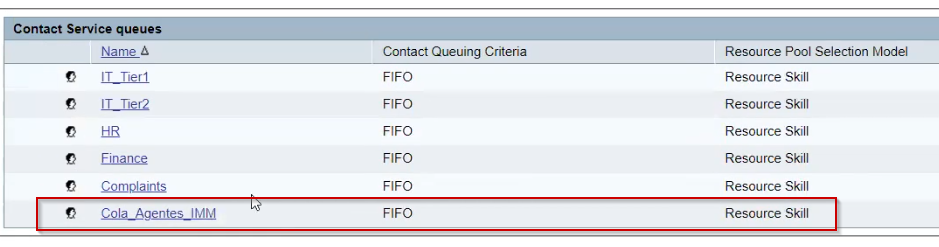 Contact Service queues
Name Contact Queuing Criteria Resource Pool Selection Model
IT_Tier1 FIFO Resource Skill
IT_Tier2 FIFO Resource Skill
HR FIFO Resource Skill
Finance FIFO Resource Skill
Complaints FIFO Resource Skill
Cola_Agentes_IMM FIFO Resource Skill